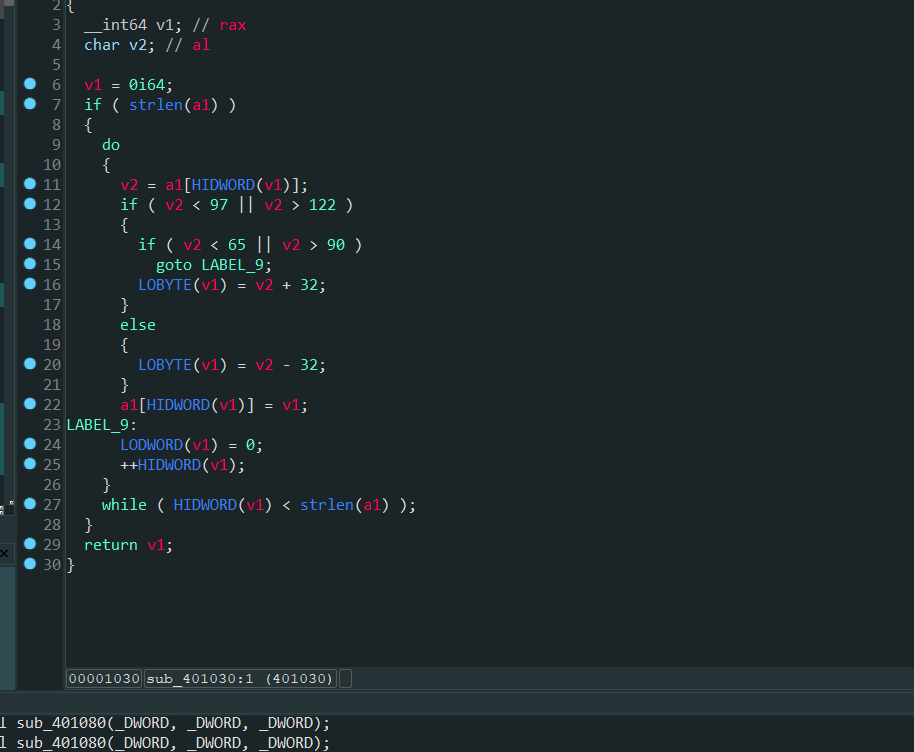 2 {
3 __int64 v1; // rax
4 char v2; // al
5
6 v1 = 0i64;
7 if ( strlen(a1) )
8 {
9 do
10 {
11 v2 = a1[HIDWORD(v1)];
12 if ( v2 < 97 || v2 > 122 )
13 {
14 if ( v2 < 65 || v2 > 90 )
15 goto LABEL_9;
16 LOBYTE(v1) = v2 + 32;
17 }
18 else
19 {
20 LOBYTE(v1) = v2 - 32;
21 }
22 a1[HIDWORD(v1)] = v1;
23 LABEL_9:
24 LODWORD(v1) = 0;
25 ++HIDWORD(v1);
26 }
27 while ( HIDWORD(v1) < strlen(a1) );
28 }
29 return v1;
30 }
00001030 sub_401030:1 (401030)
l sub_401080(_DWORD, _DWORD, _DWORD);
l sub_401080(_DWORD, _DWORD, _DWORD);